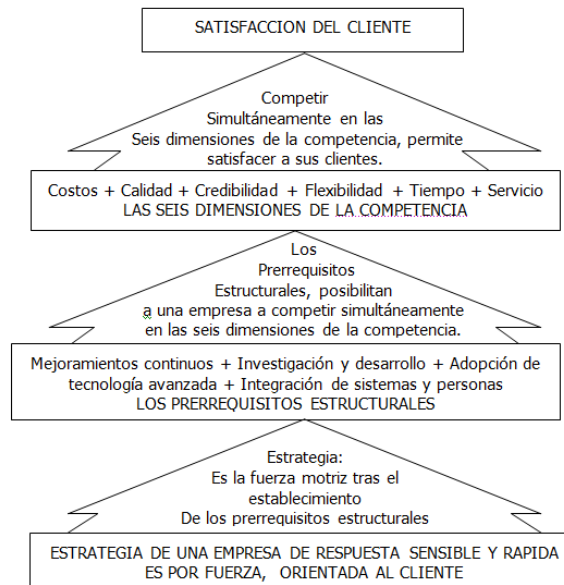 SATISFACCION DEL CLIENTE
Competir
Simultáneamente en las
Seis dimensiones de la competencia, permite
satisfacer a sus clientes.
Costos + Calidad + Credibilidad + Flexibilidad + Tiempo + Servicio
LAS SEIS DIMENSIONES DE LA COMPETENCIA
Los
Prerrequisitos
Estructurales, posibilitan
a una empresa a competir simultáneamente
en las seis dimensiones de la competencia.
Mejoramientos continuos + Investigación y desarrollo + Adopción de
tecnología avanzada + Integración de sistemas y personas
LOS PRERREQUISITOS ESTRUCTURALES
Estrategia:
Es la fuerza motriz tras el
establecimiento
De los prerrequisitos estructurales
ESTRATEGIA DE UNA EMPRESA DE RESPUESTA SENSIBLE Y RAPIDA
ES POR FUERZA, ORIENTADA AL CLIENTE